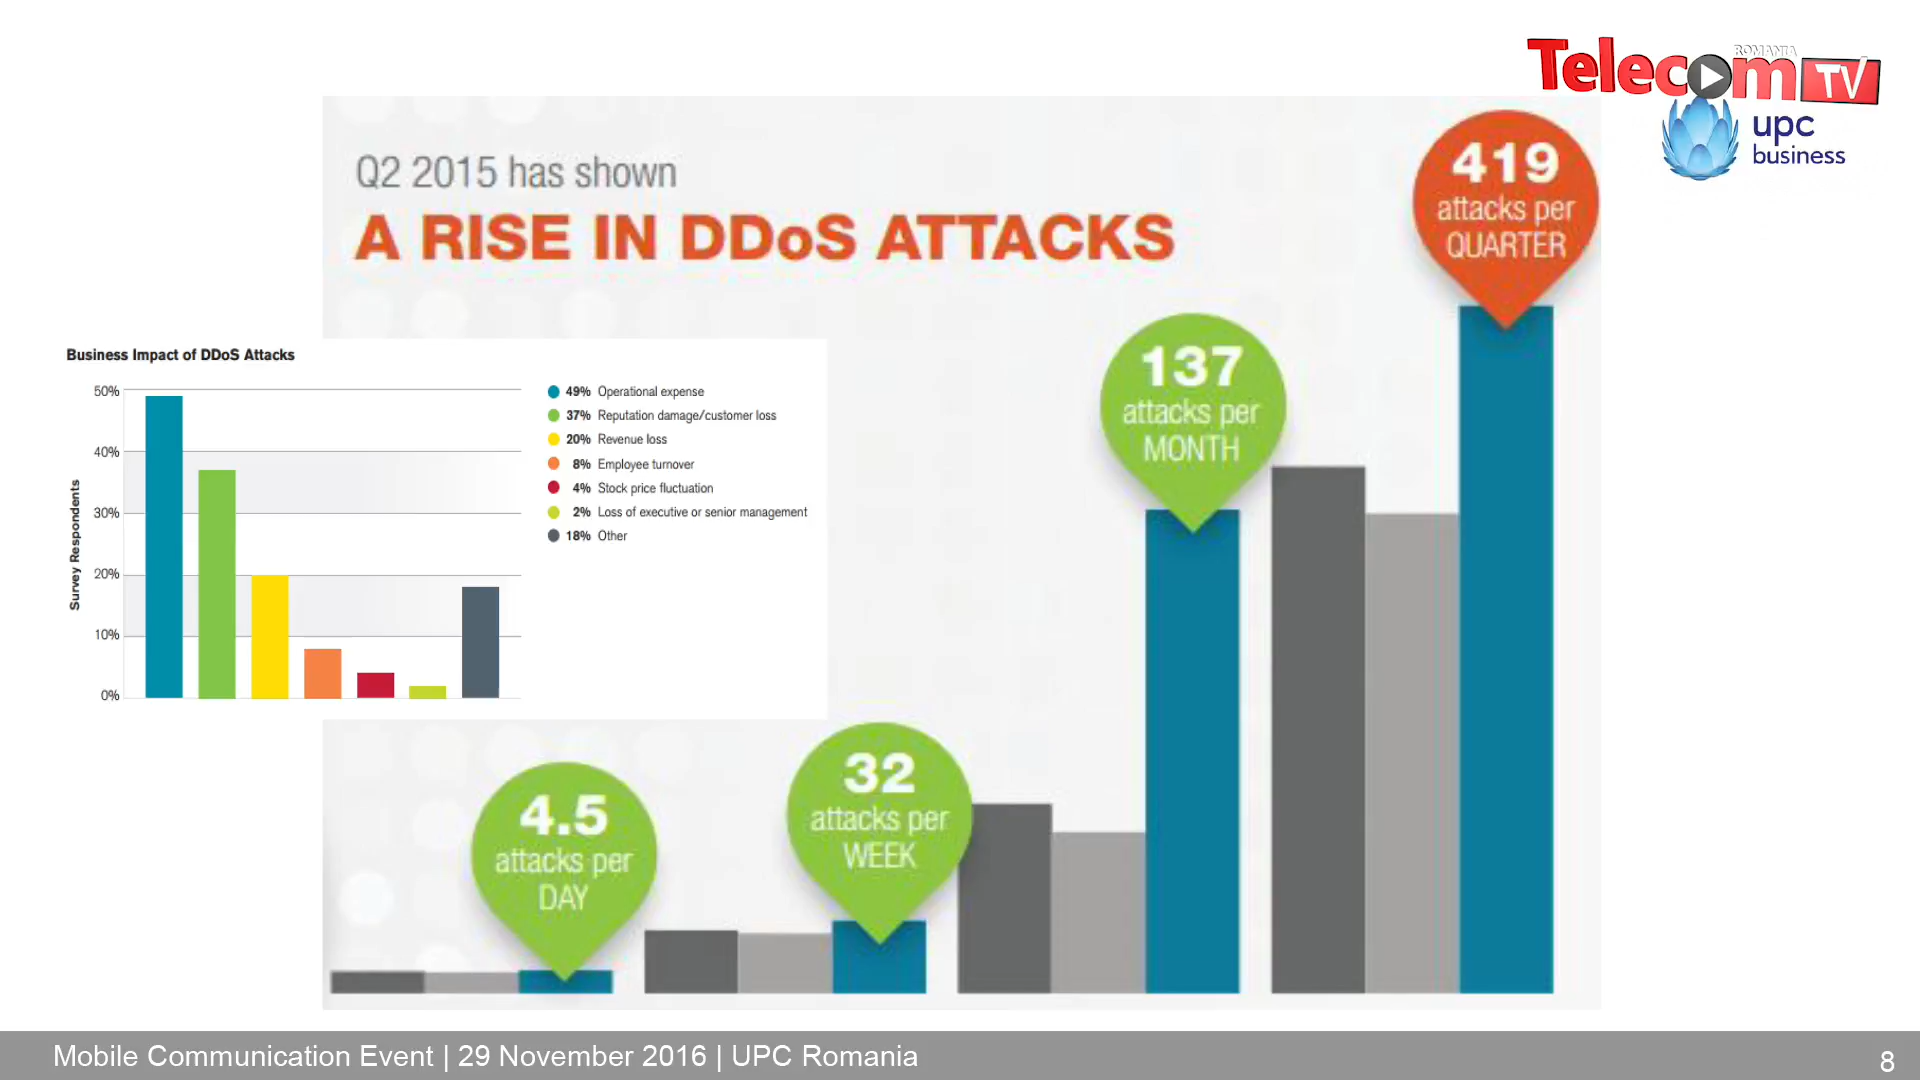 ROMANIA
Telecom TV
upc
business
Q2 2015 has shown
A RISE IN DDoS ATTACKS
419
attacks per
QUARTER
137
attacks per
MONTH
Business Impact of DDoS Attacks
Survey Respondents
50%
40%
30%
20%
10%
0%
49% Operational expense
37% Reputation damage/customer loss
20% Revenue loss
8% Employee turnover
4% Stock price fluctuation
2% Loss of executive or senior management
18% Other
32
attacks per
WEEK
4.5
attacks per
DAY
Mobile Communication Event | 29 November 2016 | UPC Romania
8